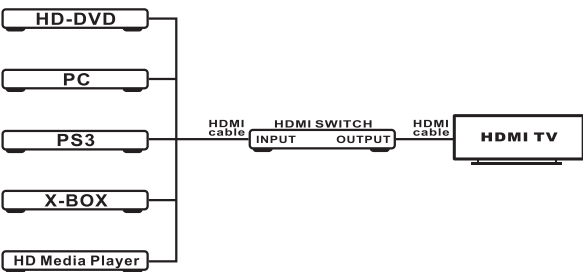 HD-DVD
PC
PS3
X-BOX
HD Media Player
HDMI
cable
HDMI SWITCH
INPUT OUTPUT
HDMI
cable
HDMI TV